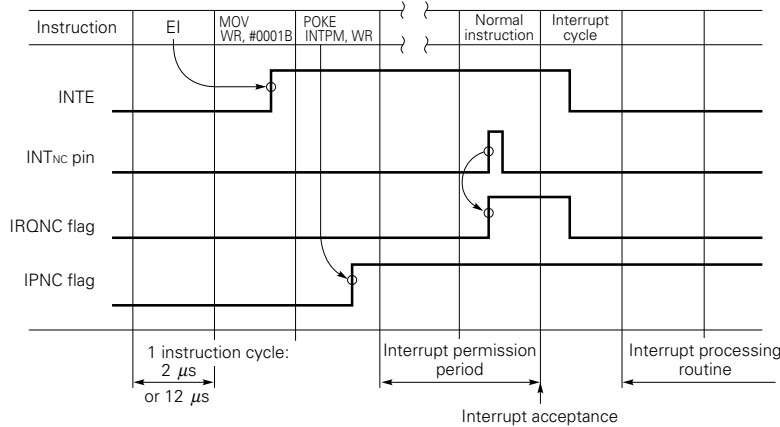 Instruction
EI
MOV
WR, #0001B
POKE
INTPM, WR
Normal
instruction
Interrupt
cycle
INTE
INTNC pin
IRQNC flag
IPNC flag
1 instruction cycle:
2 μs
or 12 μs
Interrupt permission
period
Interrupt processing
routine
Interrupt acceptance